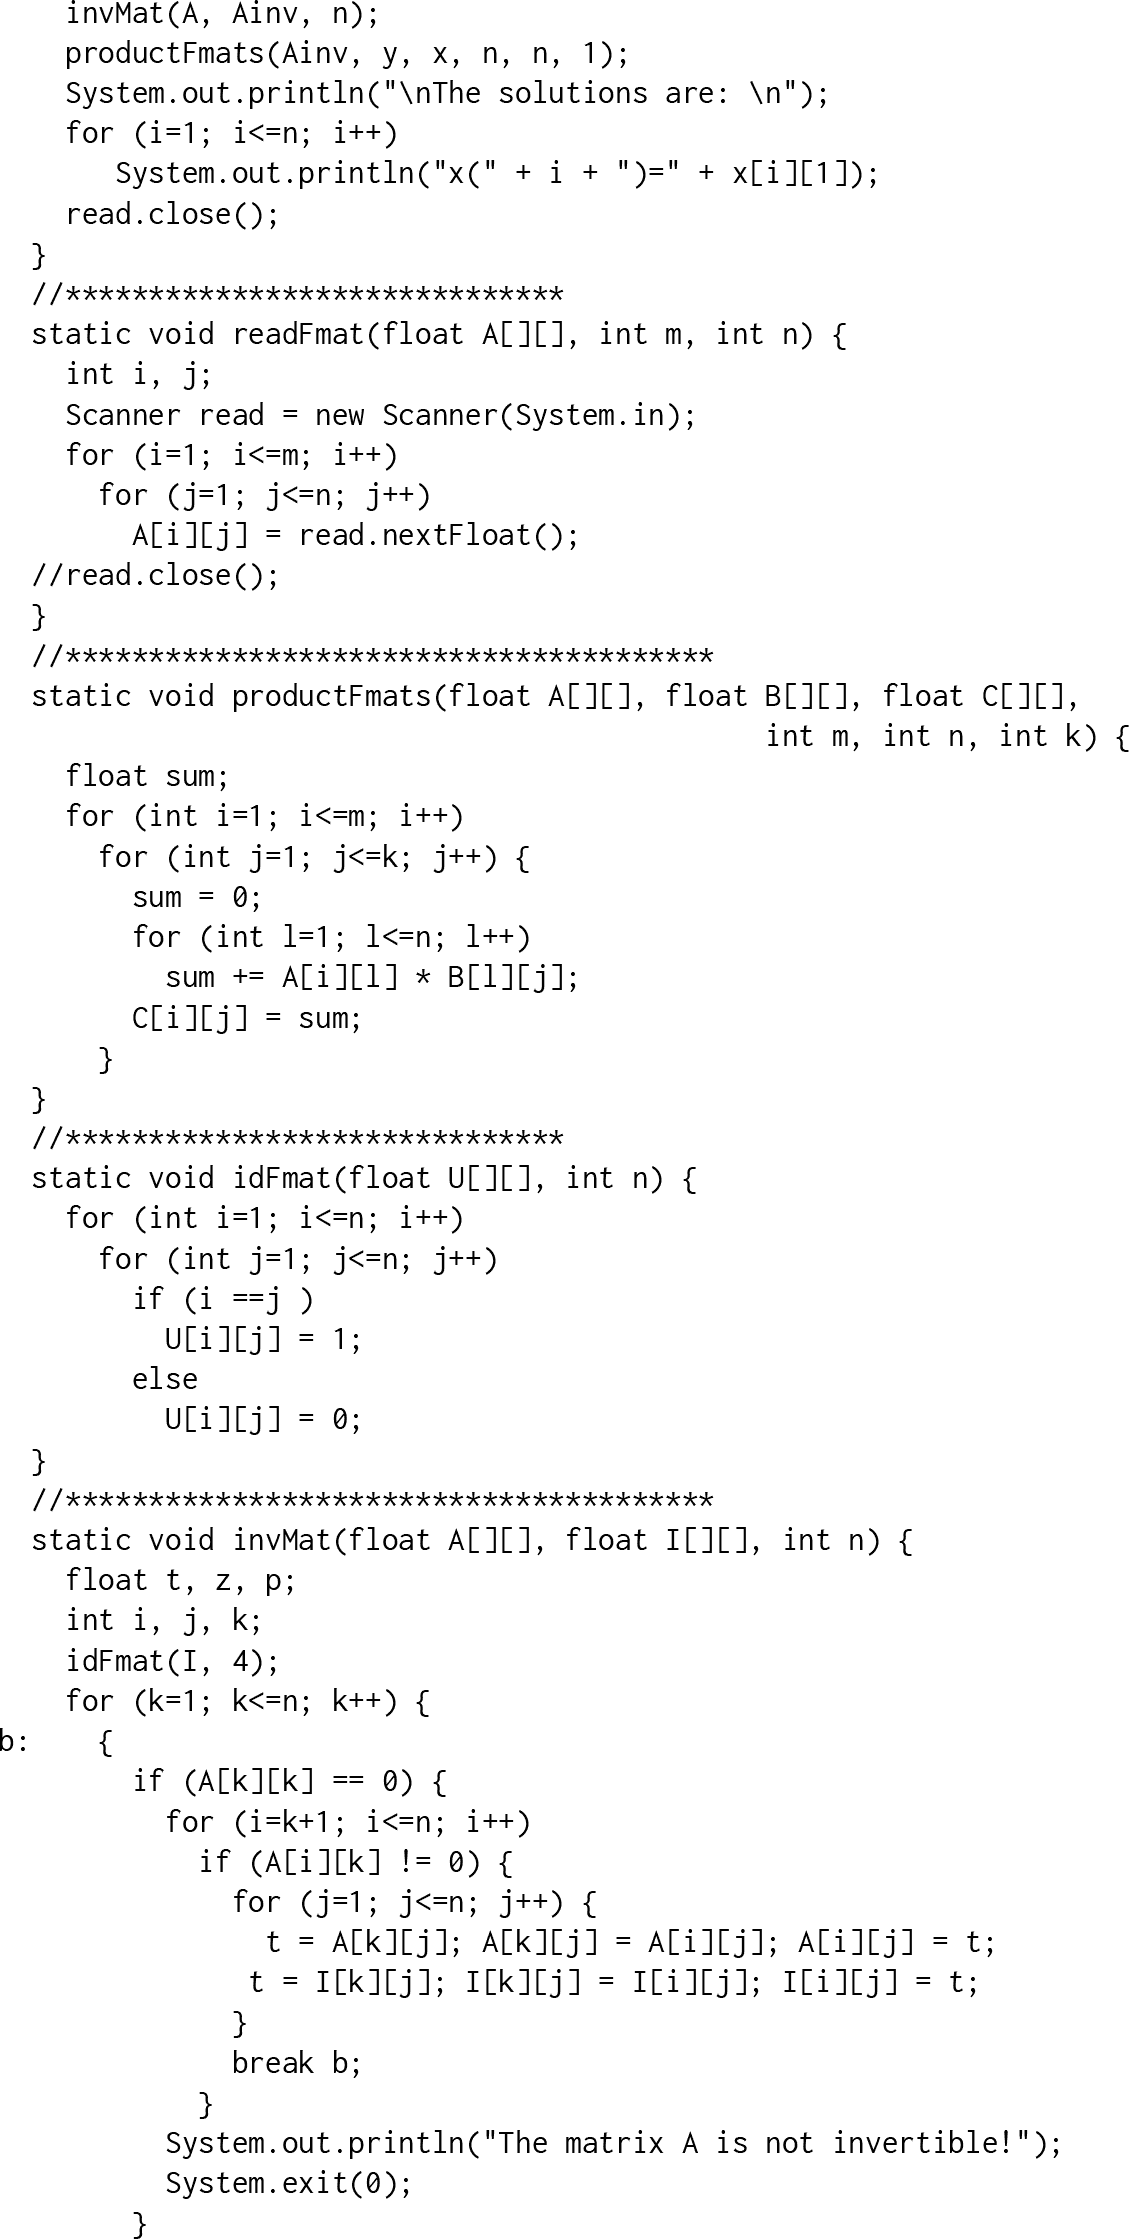 invMat(A, Ainv, n);
productFmats(Ainv, y, x, n, n, 1);
System.out.println("\nThe solutions are: \n");
for (i=1; i<=n; i++)
System.out.println("x(" + i + ")=" + x[i][1]);
read.close();
}
//******************************
static void readFmat(float A[][], int m, int n) {
int i, j;
Scanner read = new Scanner(System.in);
for (i=1; i<=m; i++)
for (j=1; j<=n; j++)
A[i][j] = read.nextFloat();
//read.close();
}
//***************************************
static void productFmats(float A[][], float B[][], float C[][],
int m, int n, int k) {
float sum;
for (int i=1; i<=m; i++)
for (int j=1; j<=k; j++) {
sum = 0;
for (int l=1; l<=n; l++)
sum += A[i][l] * B[l][j];
C[i][j] = sum;
}
}
//******************************
static void idFmat(float U[][], int n) {
for (int i=1; i<=n; i++)
for (int j=1; j<=n; j++)
if (i ==j )
U[i][j] = 1;
else
U[i][j] = 0;
}
//***************************************
static void invMat(float A[][], float I[][], int n) {
float t, z, p;
int i, j, k;
idFmat(I, 4);
for (k=1; k<=n; k++) {
b: {
if (A[k][k] == 0) {
for (i=k+1; i<=n; i++)
if (A[i][k] != 0) {
for (j=1; j<=n; j++) {
t = A[k][j]; A[k][j] = A[i][j]; A[i][j] = t;
t = I[k][j]; I[k][j] = I[i][j]; I[i][j] = t;
}
break b;
}
System.out.println("The matrix A is not invertible!");
System.exit(0);
}